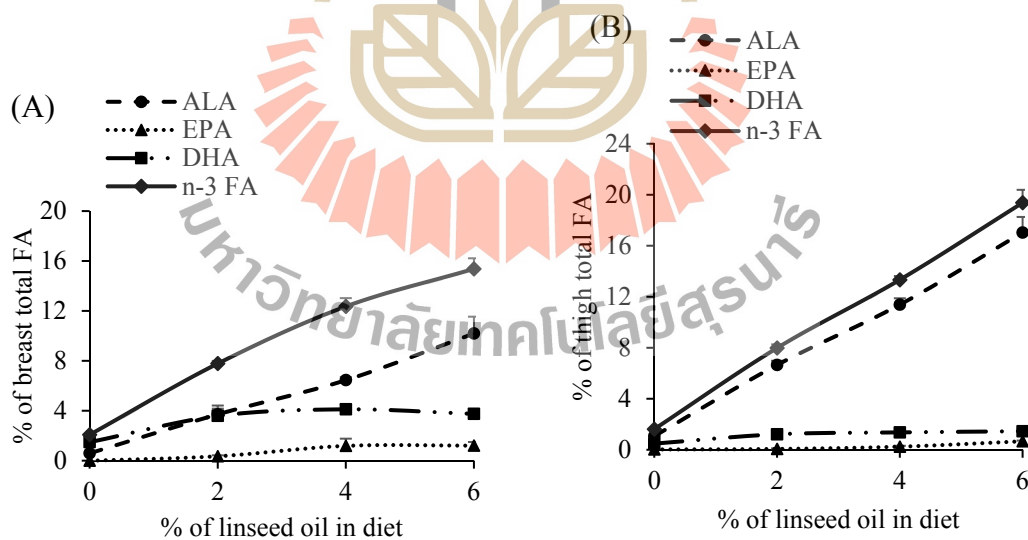 (A)
ALA
EPA
DHA
n-3 FA
% of breast total FA
20
16
12
8
4
0
0 2 4 6
% of linseed oil in diet
(B)
ALA
EPA
DHA
n-3 FA
% of thigh total FA
24
20
16
12
8
4
0
0 2 4 6
% of linseed oil in diet
มหาวิทยาลัยเทคโนโลยีสุรนารี